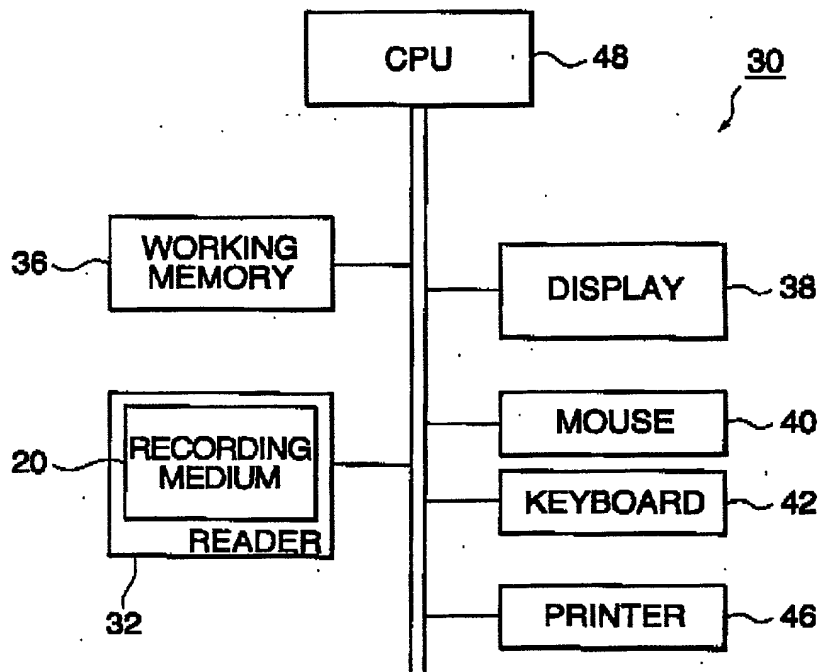 CPU
48
30
WORKING
MEMORY
36
DISPLAY
38
RECORDING
MEDIUM
20
READER
32
MOUSE
40
KEYBOARD
42
PRINTER
46